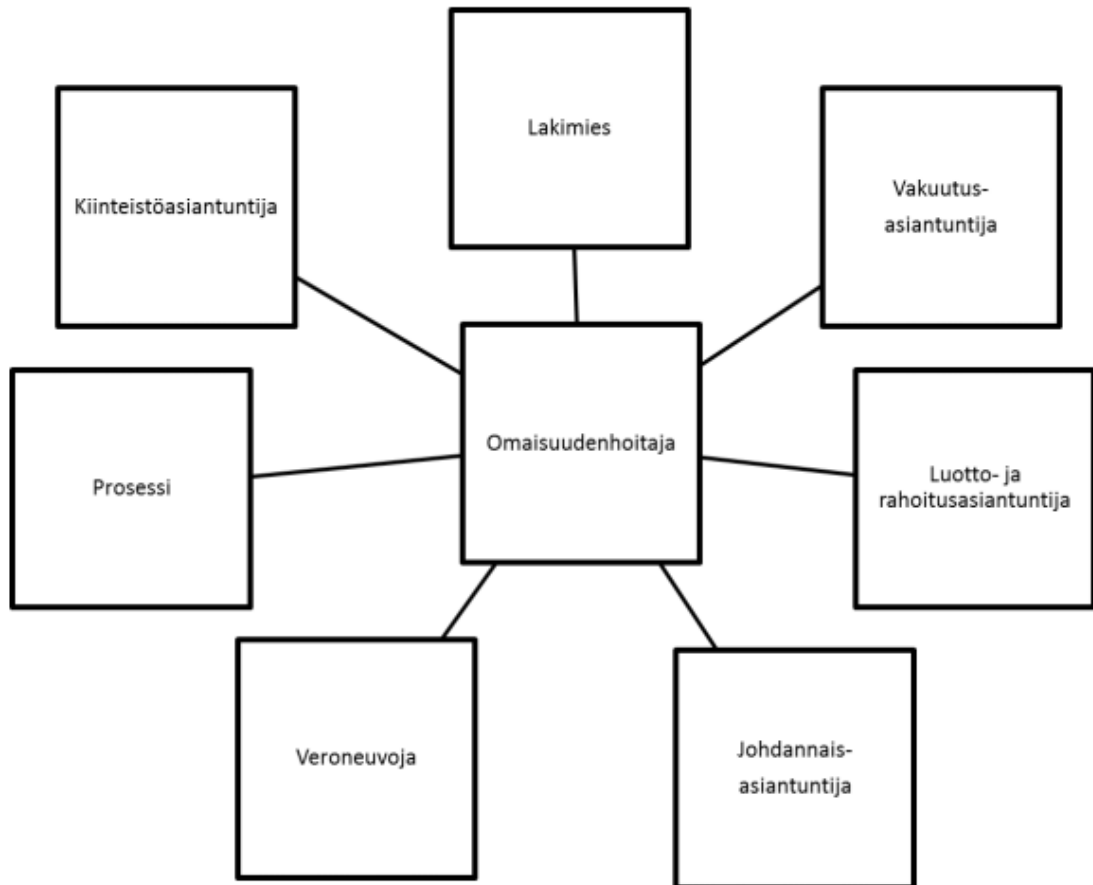 Lakimies
Kiinteistöasiantuntija
Vakuutus-
asiantuntija
Omaisuudenhoitaja
Prosessi
Luotto- ja
rahoitusasiantuntija
Veroneuvoja
Johdannais-
asiantuntija